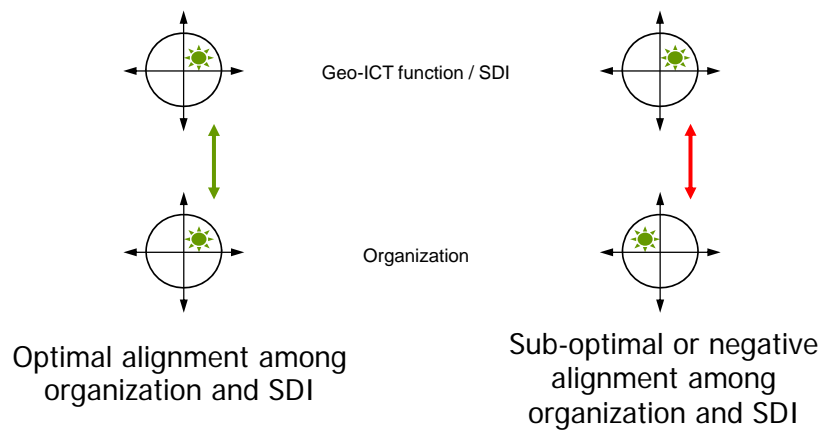 Geo-ICT function / SDI
Organization
Optimal alignment among
organization and SDI
Sub-optimal or negative
alignment among
organization and SDI